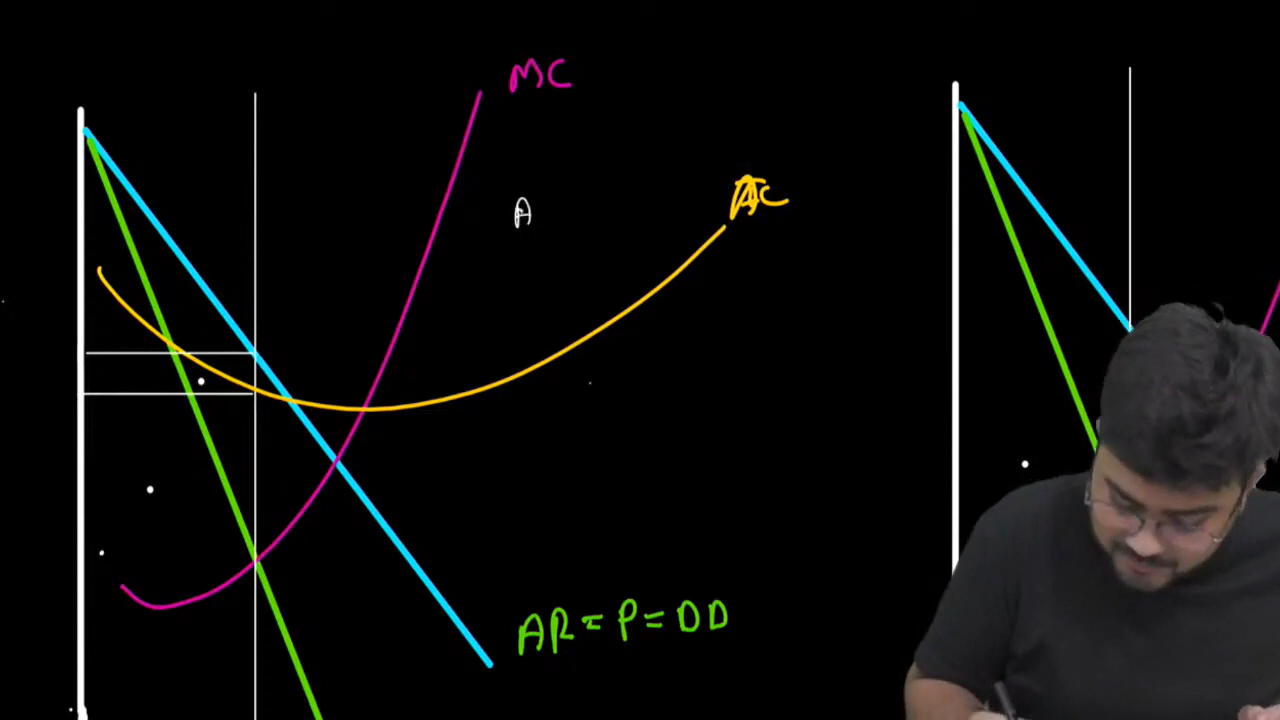 MC
AC
A
AR = P = DD